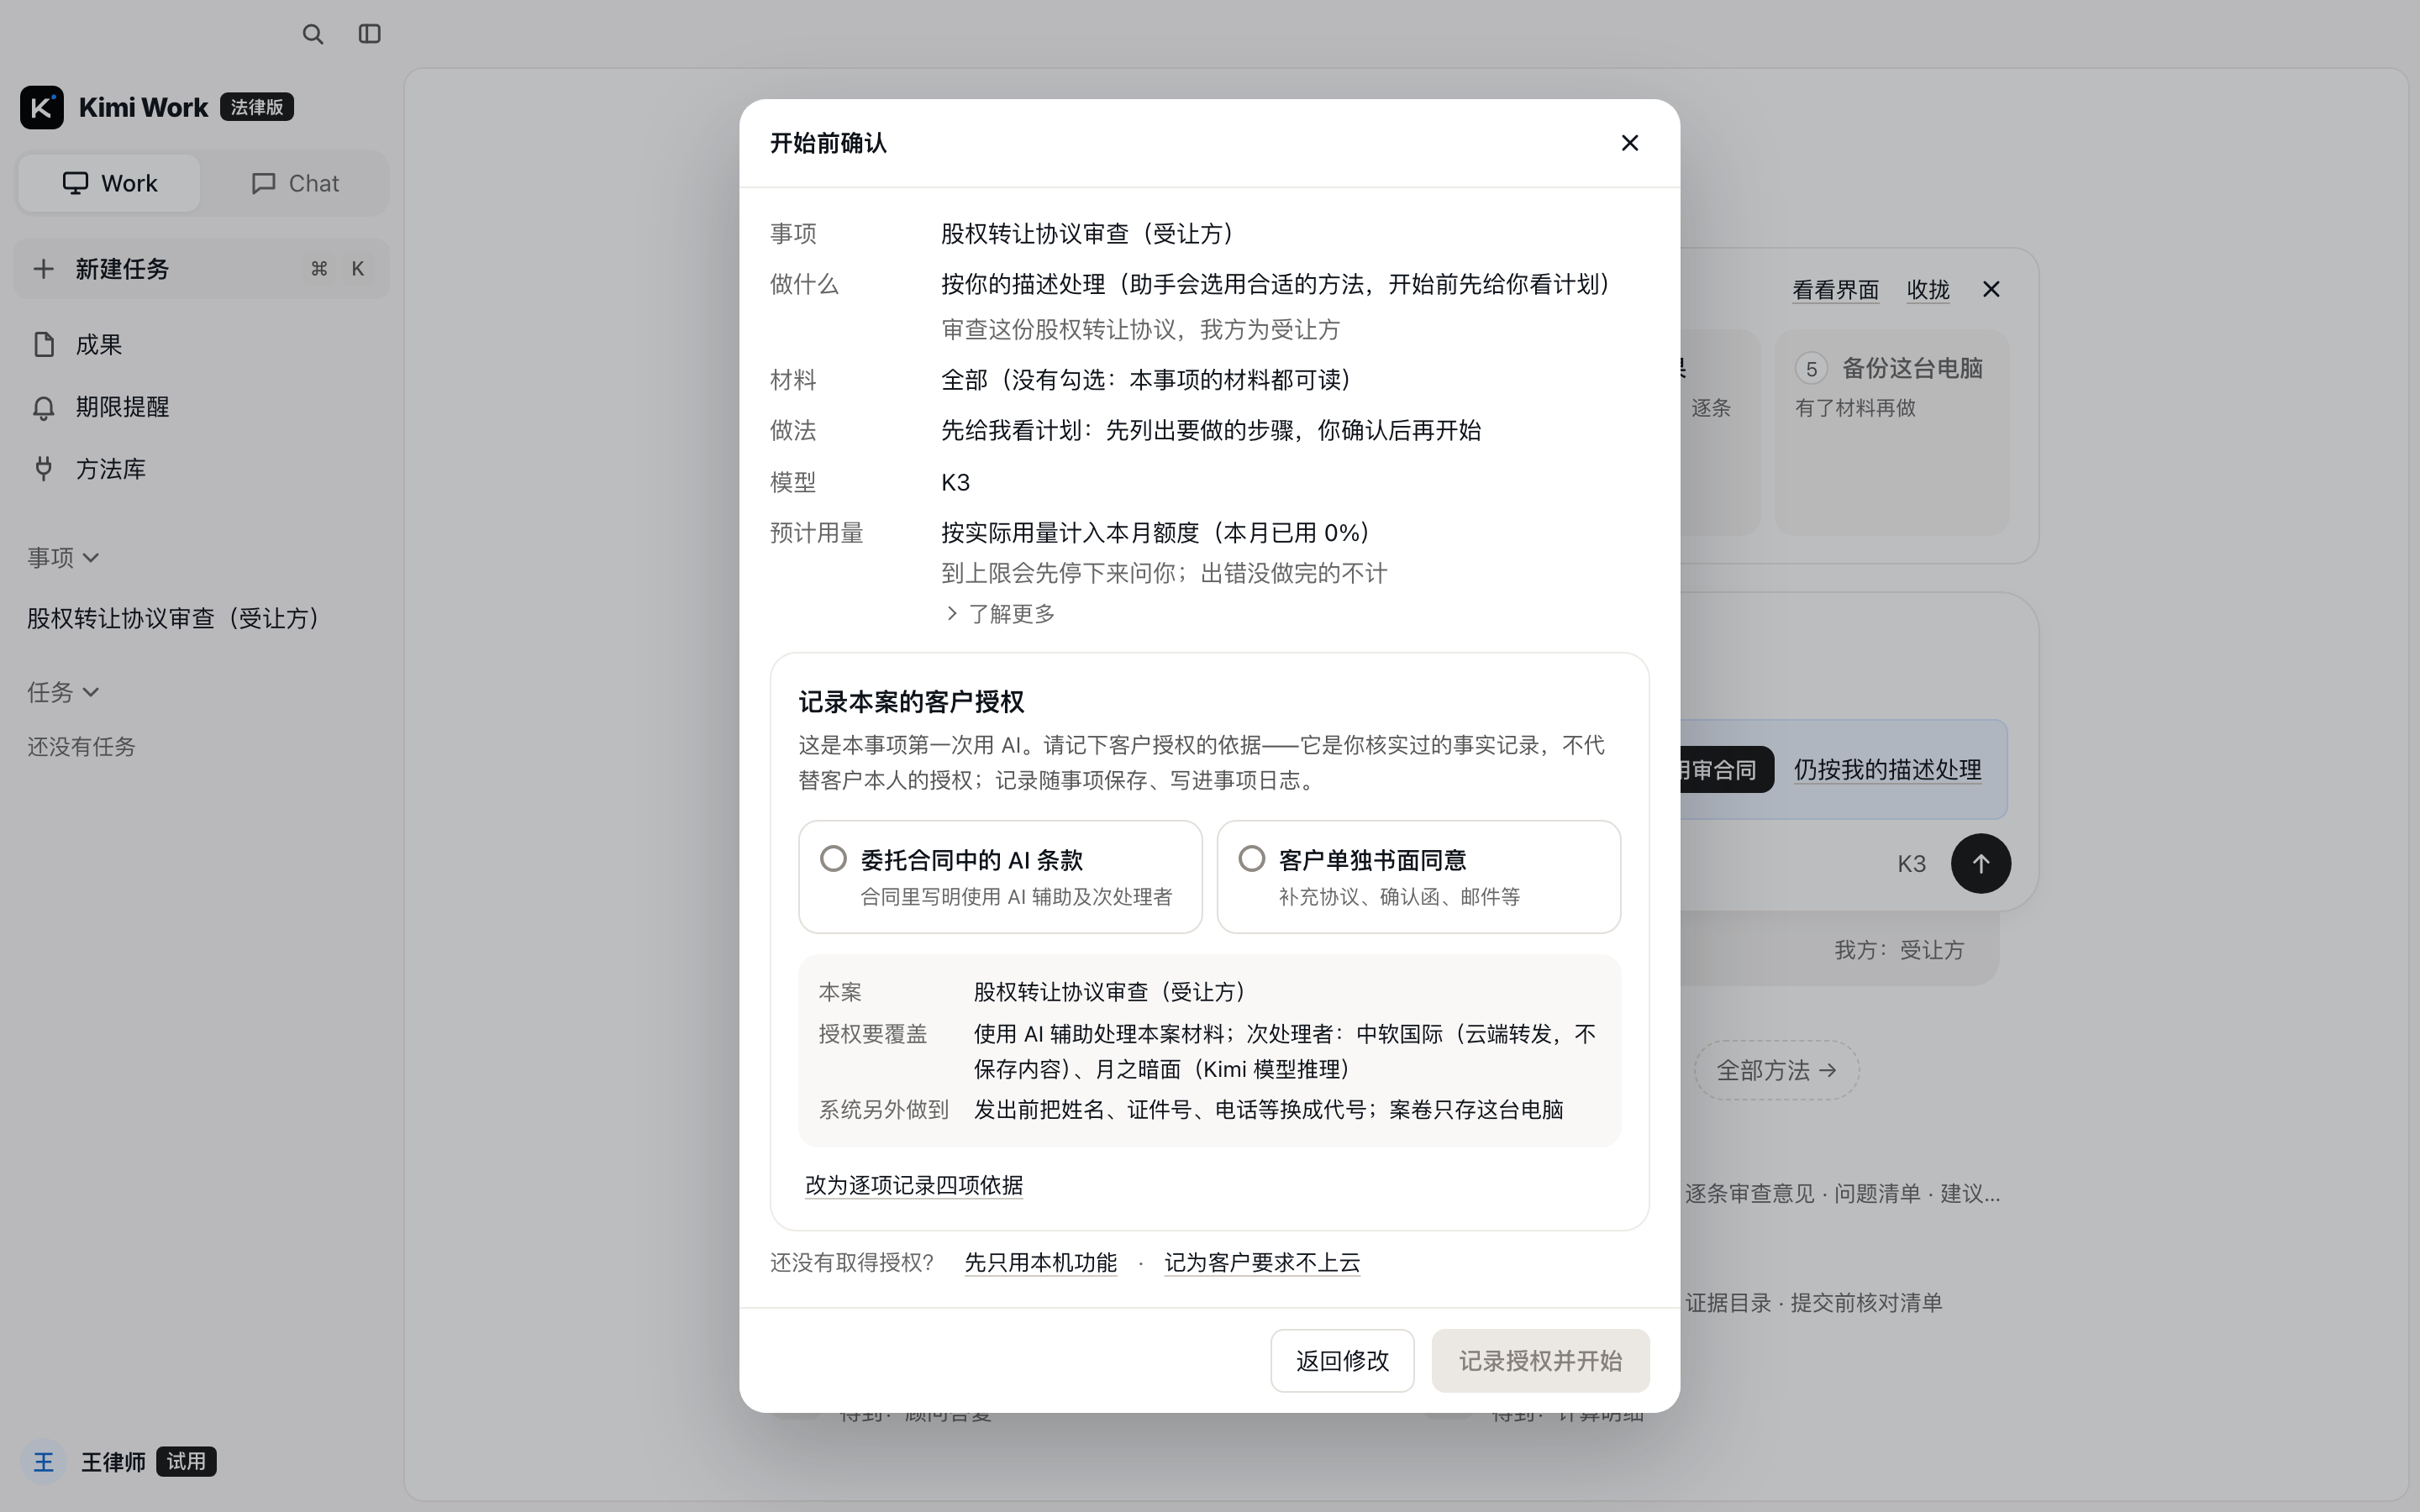 Kimi Work 法律版
Work
Chat
新建任务 ⌘ K
成果
期限提醒
方法库
事项
股权转让协议审查（受让方）
任务
还没有任务
王 王律师 试用
开始前确认
事项 股权转让协议审查（受让方）
做什么 按你的描述处理（助手会选用合适的方法，开始前先给你看计划）
审查这份股权转让协议，我方为受让方
材料 全部（没有勾选：本事项的材料都可读）
做法 先给我看计划：先列出要做的步骤，你确认后再开始
模型 K3
预计用量 按实际用量计入本月额度（本月已用 0%）
到上限会先停下来问你；出错没做完的不计
了解更多
记录本案的客户授权
这是本事项第一次用 AI。请记下客户授权的依据——它是你核实过的事实记录，不代
替客户本人的授权；记录随事项保存、写进事项日志。
委托合同中的 AI 条款
合同里写明使用 AI 辅助及次处理者
客户单独书面同意
补充协议、确认函、邮件等
本案 股权转让协议审查（受让方）
授权要覆盖 使用 AI 辅助处理本案材料；次处理者：中软国际（云端转发，不
保存内容）、月之暗面（Kimi 模型推理）
系统另外做到 发出前把姓名、证件号、电话等换成代号；案卷只存这台电脑
改为逐项记录四项依据
还没有取得授权？ 先只用本机功能 · 记为客户要求不上云
返回修改
记录授权并开始
看看界面 收拢
5 备份这台电脑
逐条
有了材料再做
审合同 仍按我的描述处理
K3
我方：受让方
全部方法 →
逐条审查意见 · 问题清单 · 建议...
证据目录 · 提交前核对清单